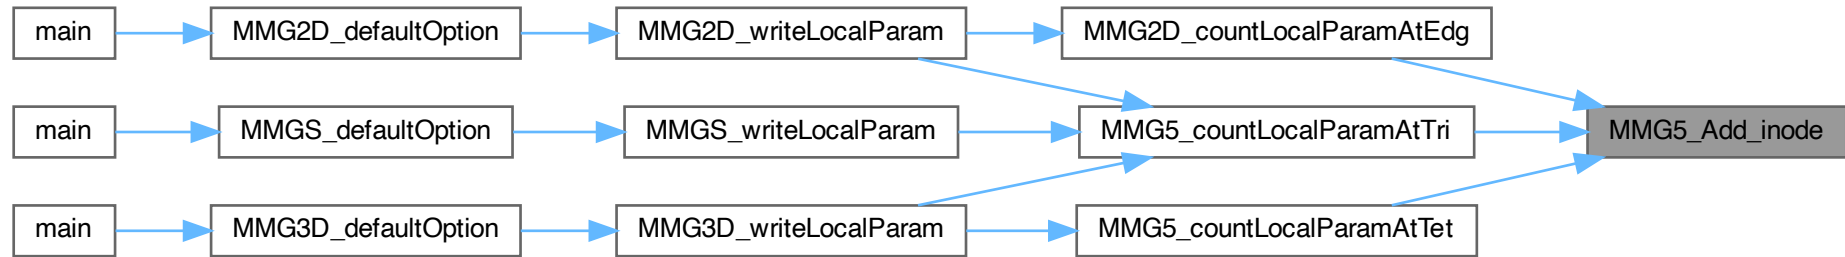 main
MMG2D_defaultOption
MMG2D_writeLocalParam
MMG2D_countLocalParamAtEdg
main
MMGS_defaultOption
MMGS_writeLocalParam
MMG5_countLocalParamAtTri
MMG5_Add_inode
main
MMG3D_defaultOption
MMG3D_writeLocalParam
MMG5_countLocalParamAtTet